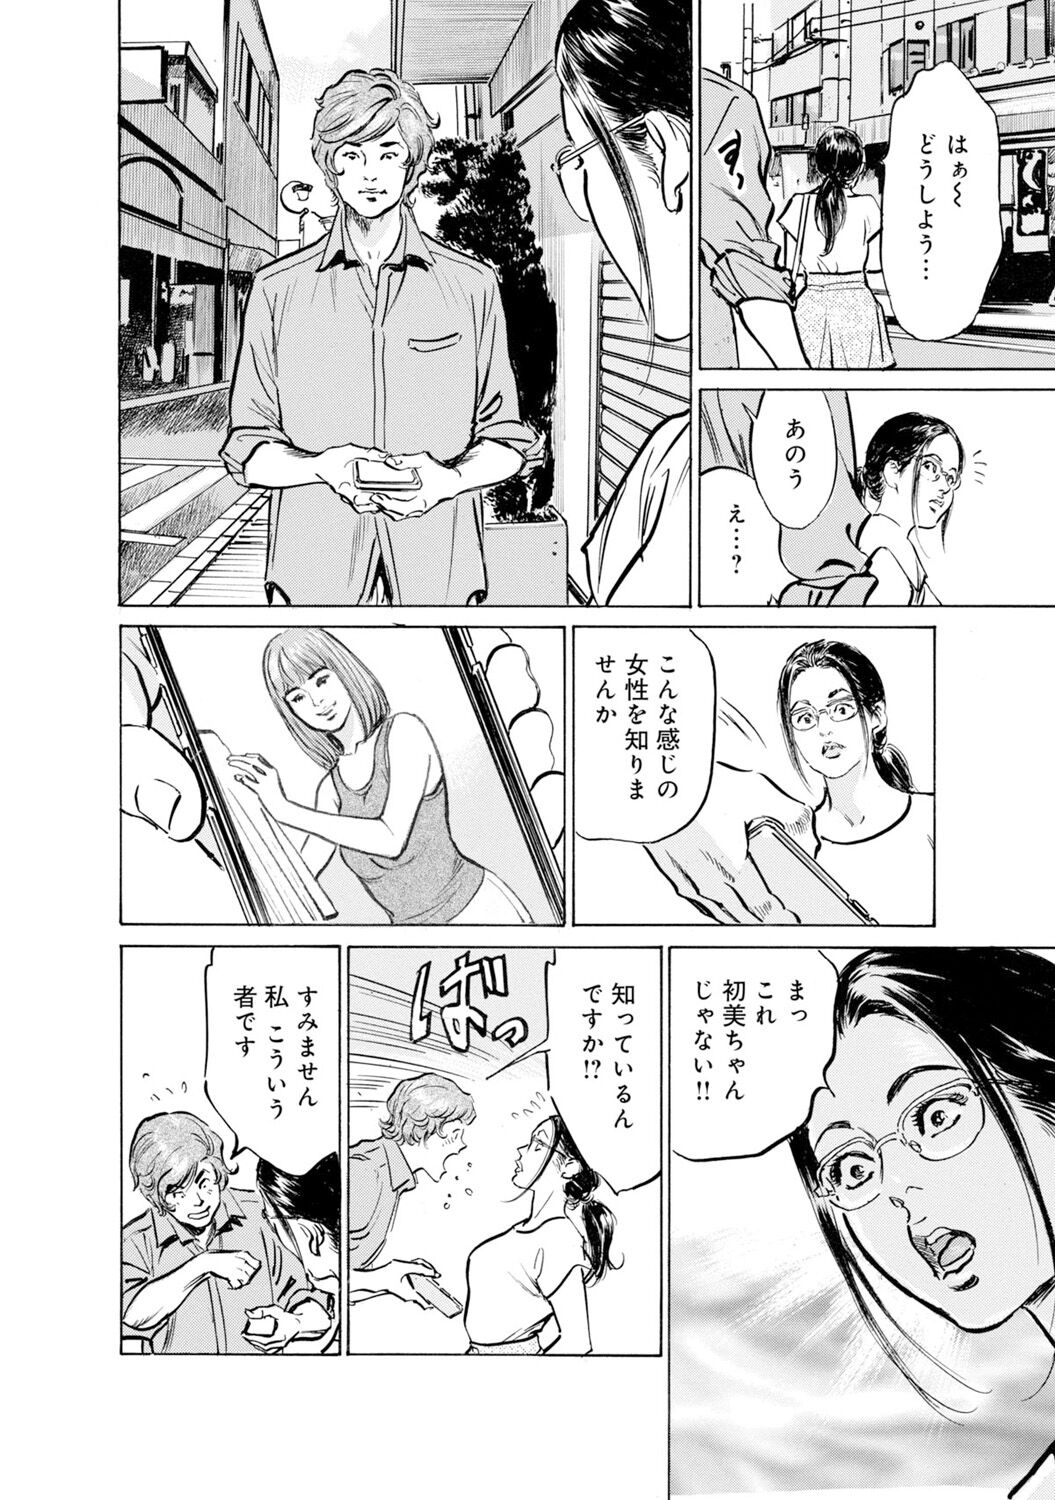 はぁ〜
どうしよう…
すっ
あのう
え…?
こんな感じの
女性を知りま
せんか
まっ
これ
初美ちゃん
じゃない!!
知っているん
ですか!?
ばっ
すみません
私 こういう
者です